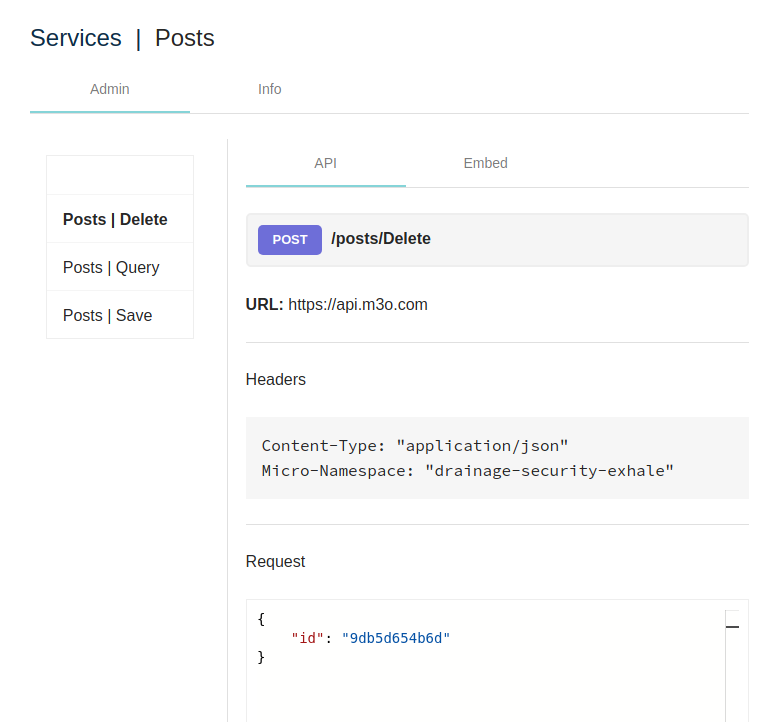 Services | Posts
Admin Info
Posts | Delete
Posts | Query
Posts | Save
API Embed
POST /posts/Delete
URL: https://api.m3o.com
Headers
Content-Type: "application/json"
Micro-Namespace: "drainage-security-exhale"
Request
{
"id": "9db5d654b6d"
}